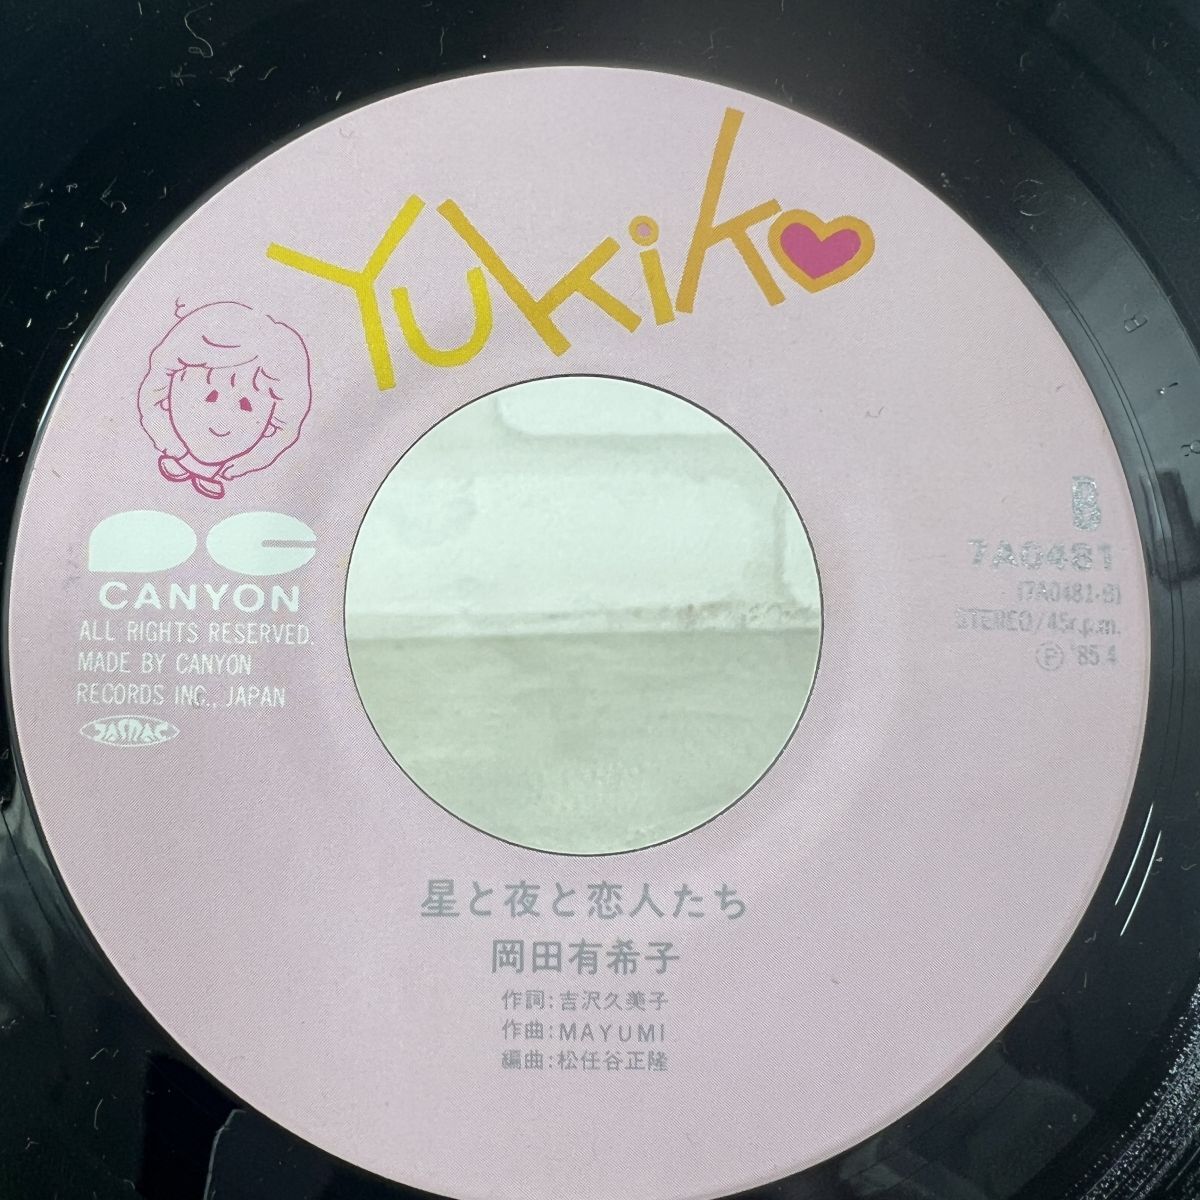 Yukiko
PC
CANYON
ALL RIGHTS RESERVED.
MADE BY CANYON
RECORDS INC., JAPAN
JASRAC
B
7A0481
(7A0481-B)
STEREO/45r.p.m.
Ⓟ '85.4
星と夜と恋人たち
岡田有希子
作詞:吉沢久美子
作曲:MAYUMI
編曲:松任谷正隆